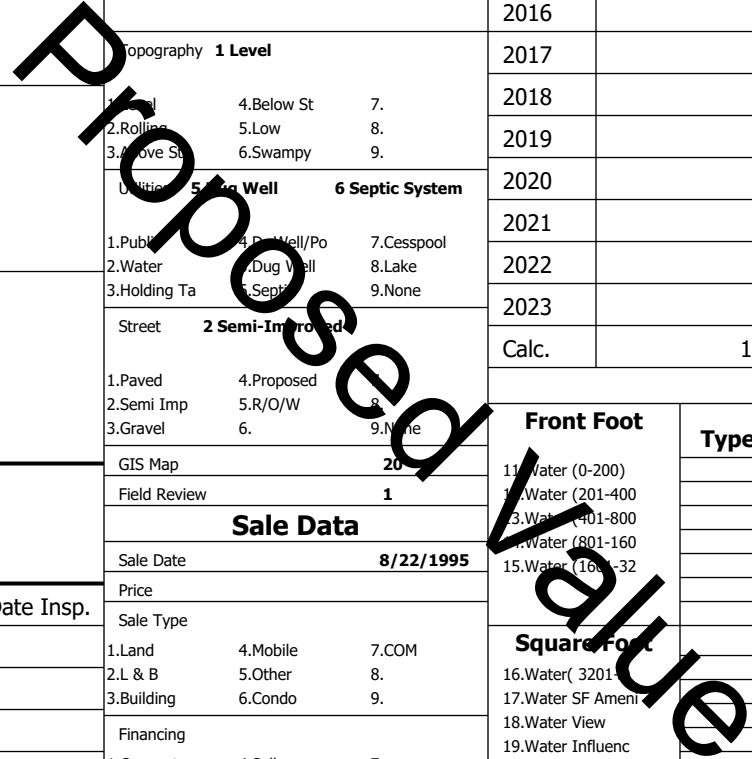 Topography 1 Level
1.Level 4.Below St 7.
2.Rolling 5.Low 8.
3.Above St 6.Swampy 9.
Utilities 5 Dug Well 6 Septic System
4.Dr Well/Po 7.Cesspool
2.Water 5.Dug Well 8.Lake
3.Holding Ta 6.Septic 9.None
Street 2 Semi-Improved
1.Paved 4.Proposed
2.Semi Imp 5.R/O/W 8.
3.Gravel 6. 9.None
GIS Map 20
Field Review 1
Sale Data
Sale Date 8/22/1995
Price
Sale Type
1.Land 4.Mobile 7.COM
2.L & B 5.Other 8.
3.Building 6.Condo 9.
Financing
Date Insp.
2016
2017
2018
2019
2020
2021
2022
2023
Calc. 1
Front Foot Type
11.Water (0-200)
12.Water (201-400
13.Water (401-800
14.Water (801-160
15.Water (1601-32
Square Foot
16.Water( 3201-
17.Water SF Ameni
18.Water View
19.Water Influenc
Proposed Value